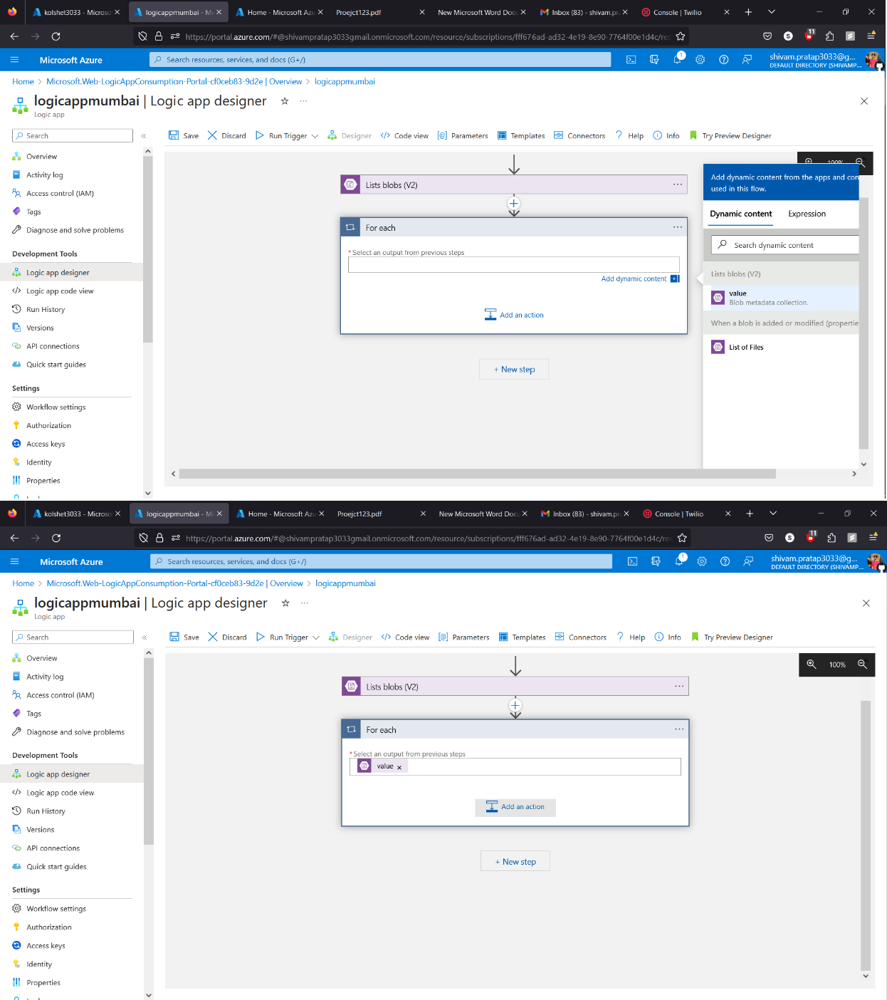 kolshet3033 - Microso
logicappmumbai - Mi
Home - Microsoft Azu
Proejct123.pdf
New Microsoft Word Docu
Inbox (83) - shivam.pr
Console | Twilio
https://portal.azure.com/#@shivampratap3033gmail.onmicrosoft.com/resource/subscriptions/fff676ad-ad32-4e19-8e90-7764f00e1d4c/res
11
Microsoft Azure
Search resources, services, and docs (G+/)
1
shivam.pratap3033@g...
DEFAULT DIRECTORY (SHIVAMP...
Home > Microsoft.Web-LogicAppConsumption-Portal-cf0ceb83-9d2e | Overview > logicappmumbai
logicappmumbai | Logic app designer
Logic app
Search
Save Discard Run Trigger Designer Code view Parameters Templates Connectors Help Info Try Preview Designer
Overview
Activity log
Access control (IAM)
Tags
Diagnose and solve problems
Development Tools
Logic app designer
Logic app code view
Run History
Versions
API connections
Quick start guides
Settings
Workflow settings
Authorization
Access keys
Identity
Properties
Lists blobs (V2)
For each
* Select an output from previous steps
Add dynamic content
Add an action
+ New step
100%
Add dynamic content from the apps and con
used in this flow.
Dynamic content Expression
Search dynamic content
Lists blobs (V2)
value
Blob metadata collection.
When a blob is added or modified (propertie
List of Files
kolshet3033 - Microso
logicappmumbai - Mi
Home - Microsoft Azu
Proejct123.pdf
New Microsoft Word Docu
Inbox (83) - shivam.pr
Console | Twilio
https://portal.azure.com/#@shivampratap3033gmail.onmicrosoft.com/resource/subscriptions/fff676ad-ad32-4e19-8e90-7764f00e1d4c/res
11
Microsoft Azure
Search resources, services, and docs (G+/)
1
shivam.pratap3033@g...
DEFAULT DIRECTORY (SHIVAMP...
Home > Microsoft.Web-LogicAppConsumption-Portal-cf0ceb83-9d2e | Overview > logicappmumbai
logicappmumbai | Logic app designer
Logic app
Search
Save Discard Run Trigger Designer Code view Parameters Templates Connectors Help Info Try Preview Designer
Overview
Activity log
Access control (IAM)
Tags
Diagnose and solve problems
Development Tools
Logic app designer
Logic app code view
Run History
Versions
API connections
Quick start guides
Settings
Workflow settings
Authorization
Access keys
Identity
Properties
100%
Lists blobs (V2)
For each
* Select an output from previous steps
value
Add an action
+ New step